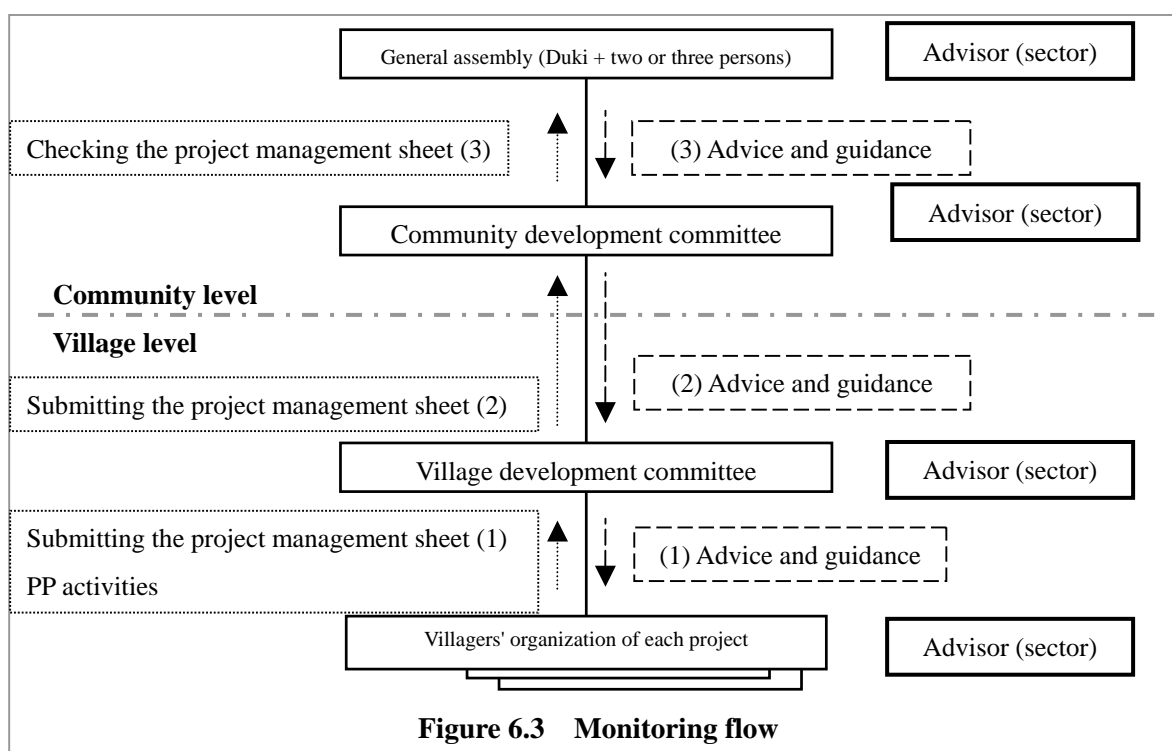 General assembly (Duki + two or three persons)
Advisor (sector)
Checking the project management sheet (3)
(3) Advice and guidance
Advisor (sector)
Community development committee
Community level
Village level
(2) Advice and guidance
Submitting the project management sheet (2)
Village development committee
Advisor (sector)
Submitting the project management sheet (1)
PP activities
(1) Advice and guidance
Villagers' organization of each project
Advisor (sector)
Figure 6.3 Monitoring flow